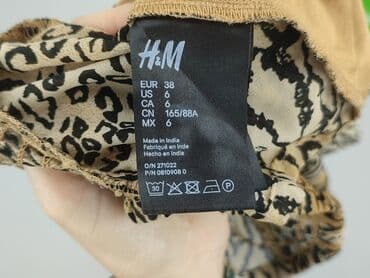 H&M
EUR 38
US 6
CA 6
CN 165/88A
MX 6
Made in India
Fabriqué en Inde
Hecho en India
O/N 271022
P/N 0810908 0
30
P